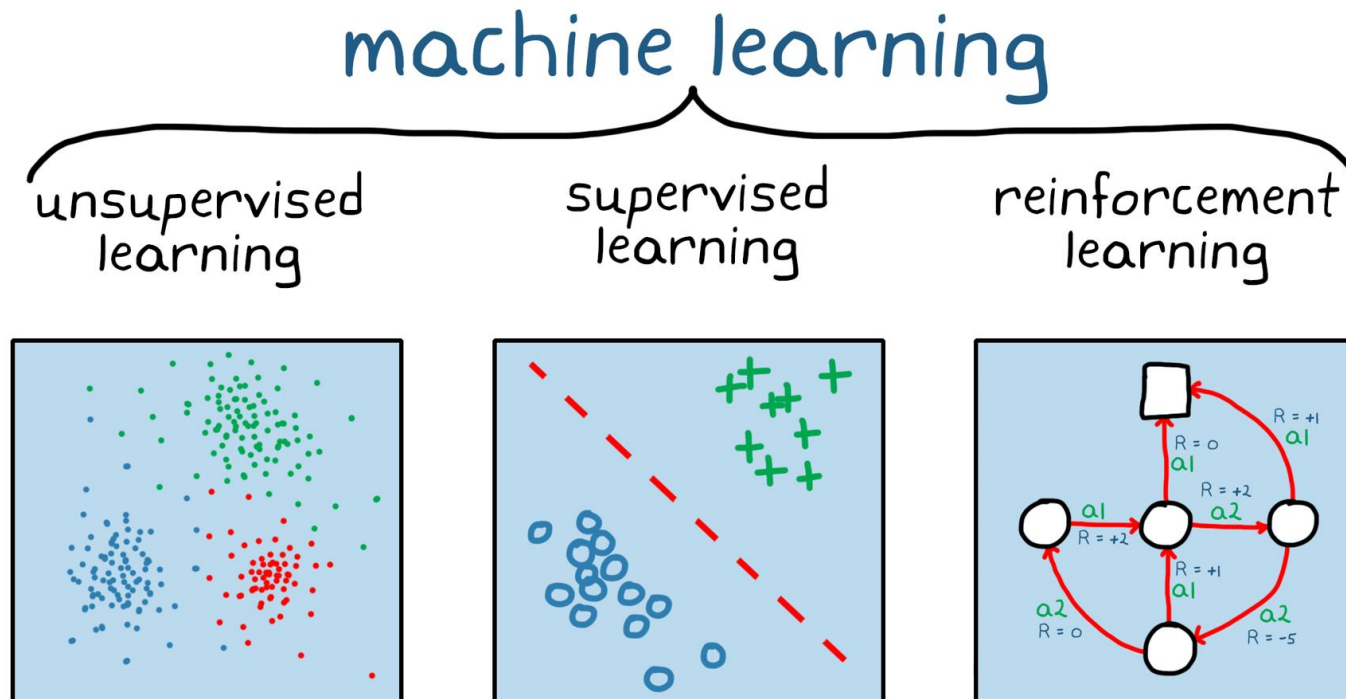 machine learning
unsupervised
learning
supervised
learning
reinforcement
learning
R = 0
a1
R = +1
a1
a1
R = +2
R = +2
a2
R = +1
a1
a2
R = 0
a2
R = -5